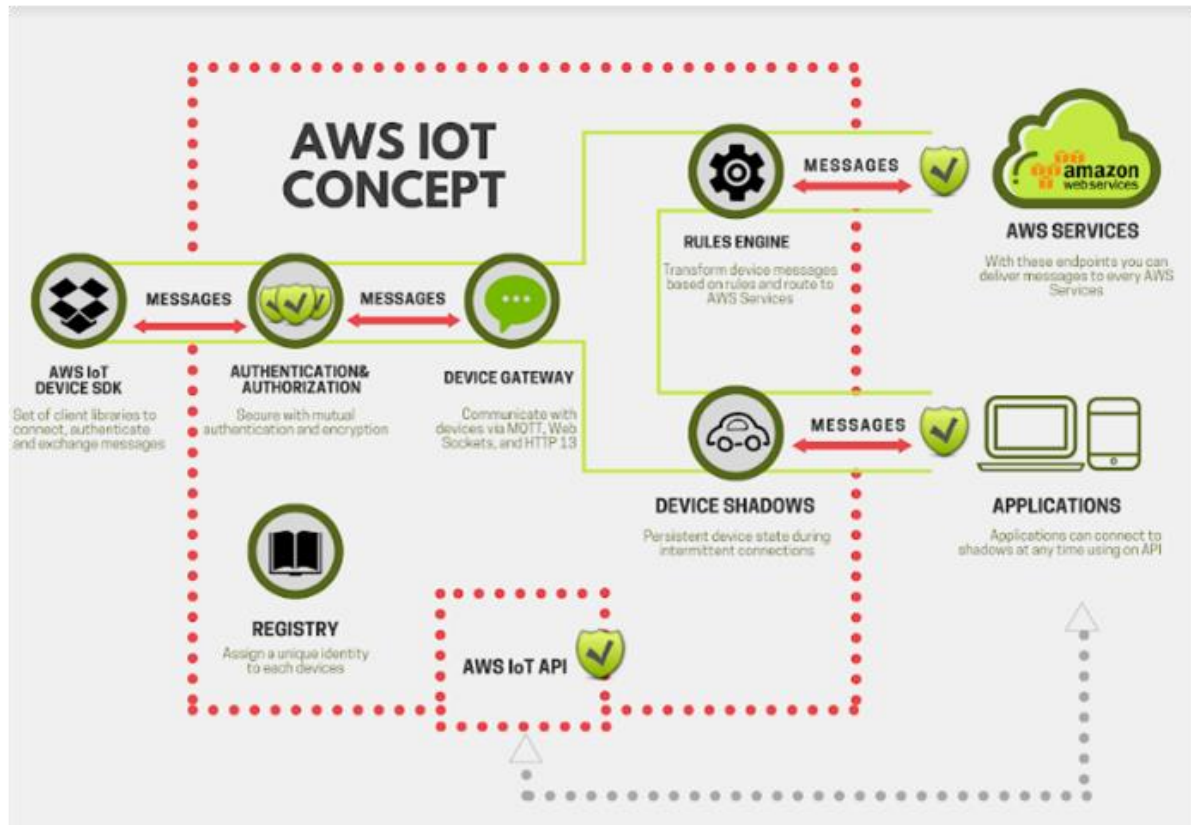 AWS IOT
CONCEPT
MESSAGES
amazon
webservices
AWS SERVICES
With these endpoints you can
deliver messages to every AWS
Services
RULES ENGINE
Transform device messages
based on rules and route to
AWS Services
MESSAGES
MESSAGES
AWS IoT
DEVICE SDK
Set of client libraries to
connect, authenticate
and exchange messages
AUTHENTICATION&
AUTHORIZATION
Secure with mutual
authentication and encryption
DEVICE GATEWAY
Communicate with
devices via MQTT, Web
Sockets, and HTTP 13
MESSAGES
DEVICE SHADOWS
Persistent device state during
intermittent connections
APPLICATIONS
Applications can connect to
shadows at any time using on API
REGISTRY
Assign a unique identity
to each devices
AWS IoT API